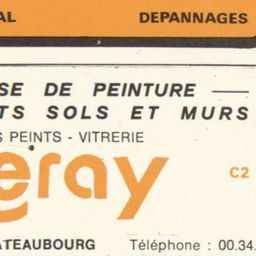 AL DEPANNAGES
SE DE PEINTURE —
TS SOLS ET MURS
S PEINTS - VITRERIE
eray
C2
ATEAUBOURG Téléphone : 00.34.